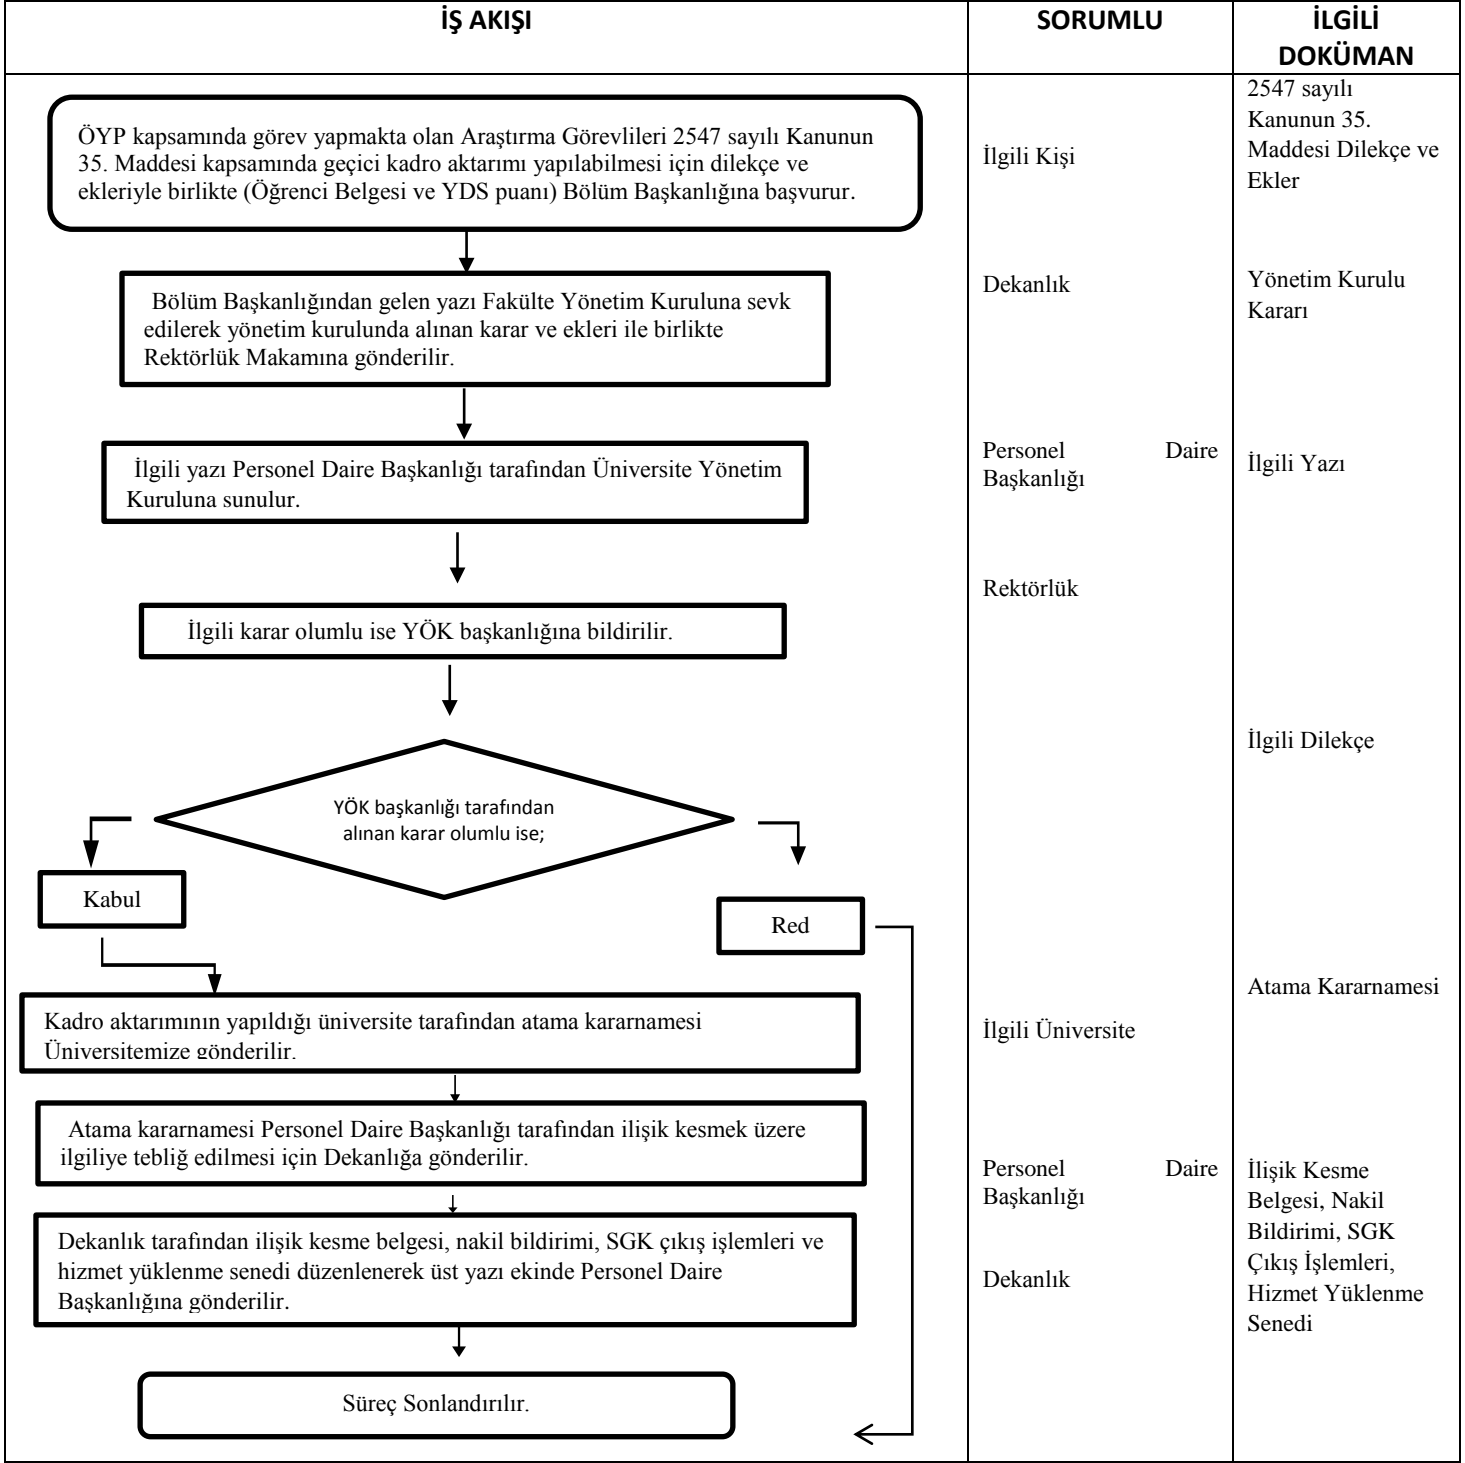 İŞ AKIŞI
SORUMLU
İLGİLİ
DOKÜMAN
ÖYP kapsamında görev yapmakta olan Araştırma Görevlileri 2547 sayılı Kanunun
35. Maddesi kapsamında geçici kadro aktarımı yapılabilmesi için dilekçe ve
ekleriyle birlikte (Öğrenci Belgesi ve YDS puanı) Bölüm Başkanlığına başvurur.
İlgili Kişi
2547 sayılı
Kanunun 35.
Maddesi Dilekçe ve
Ekler
Bölüm Başkanlığından gelen yazı Fakülte Yönetim Kuruluna sevk
edilerek yönetim kurulunda alınan karar ve ekleri ile birlikte
Rektörlük Makamına gönderilir.
Dekanlık
Yönetim Kurulu
Kararı
İlgili yazı Personel Daire Başkanlığı tarafından Üniversite Yönetim
Kuruluna sunulur.
Personel Daire
Başkanlığı
İlgili Yazı
İlgili karar olumlu ise YÖK başkanlığına bildirilir.
Rektörlük
YÖK başkanlığı tarafından
alınan karar olumlu ise;
İlgili Dilekçe
Kabul
Red
Kadro aktarımının yapıldığı üniversite tarafından atama kararnamesi
Üniversitemize gönderilir.
İlgili Üniversite
Atama Kararnamesi
Atama kararnamesi Personel Daire Başkanlığı tarafından ilişik kesmek üzere
ilgiliye tebliğ edilmesi için Dekanlığa gönderilir.
Personel Daire
Başkanlığı
Dekanlık tarafından ilişik kesme belgesi, nakil bildirimi, SGK çıkış işlemleri ve
hizmet yüklenme senedi düzenlenerek üst yazı ekinde Personel Daire
Başkanlığına gönderilir.
Dekanlık
İlişik Kesme
Belgesi, Nakil
Bildirimi, SGK
Çıkış İşlemleri,
Hizmet Yüklenme
Senedi
Süreç Sonlandırılır.